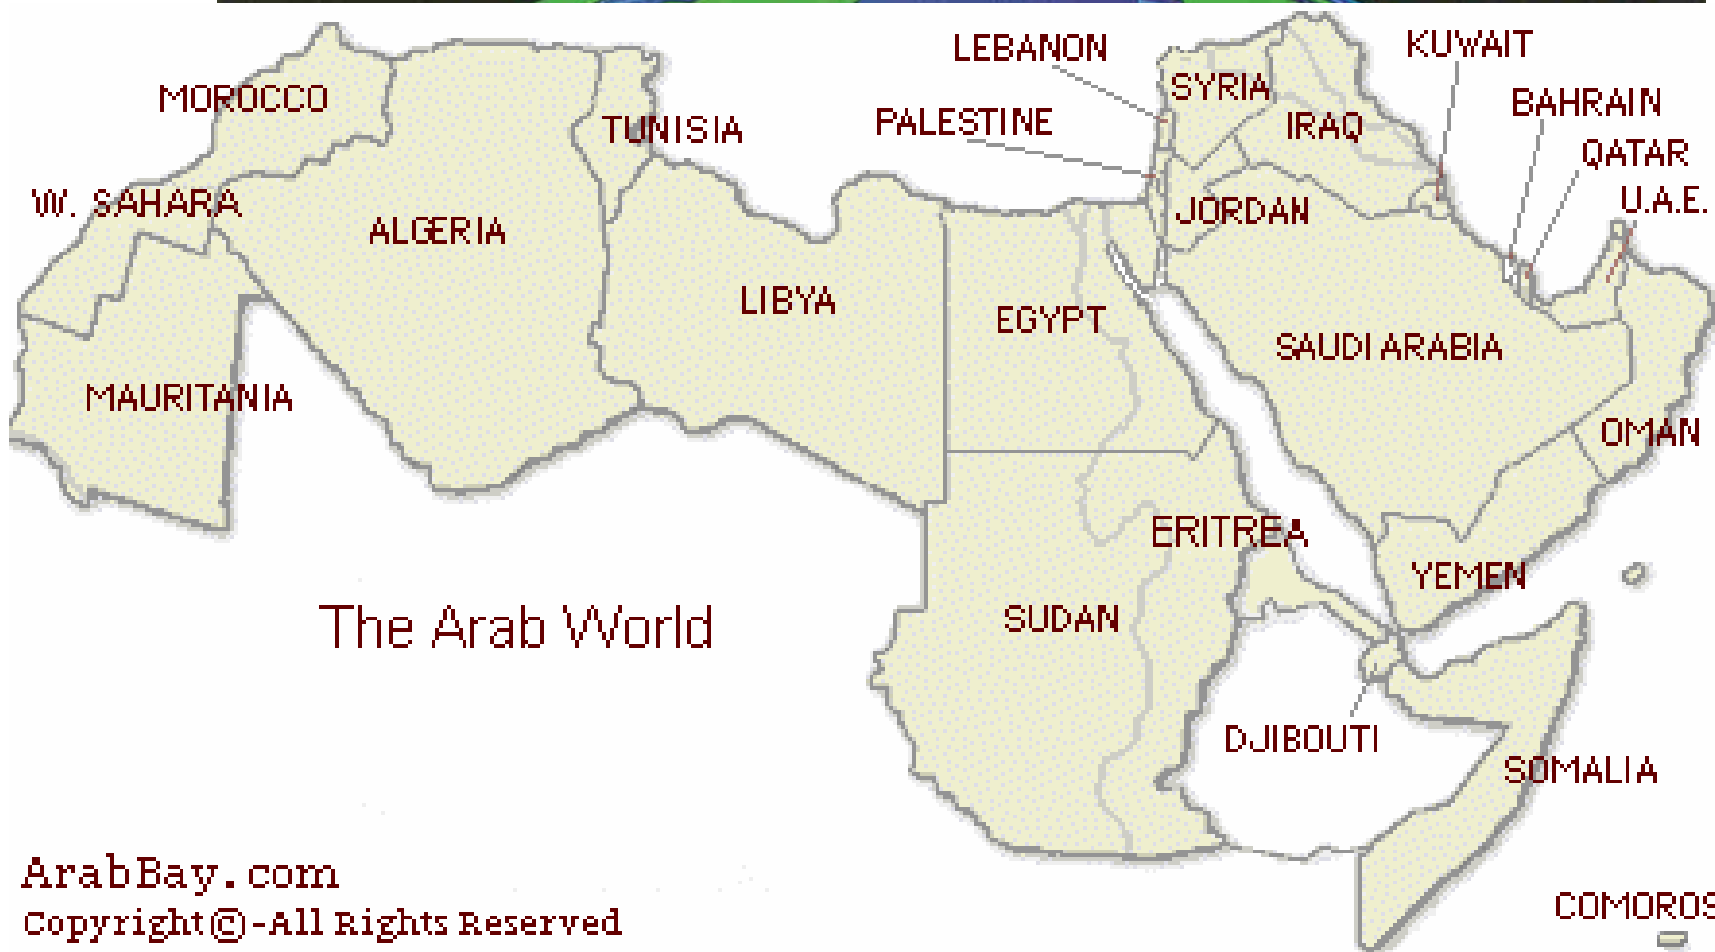 LEBANON
KUWAIT
MOROCCO
SYRIA
BAHRAIN
PALESTINE
TUNISIA
IRAQ
QATAR
W. SAHARA
U.A.E.
ALGERIA
JORDAN
LIBYA
EGYPT
SAUDI ARABIA
MAURITANIA
OMAN
ERITREA
YEMEN
The Arab World
SUDAN
DJIBOUTI
SOMALIA
ArabBay.com
COMOROS
Copyright©-All Rights Reserved